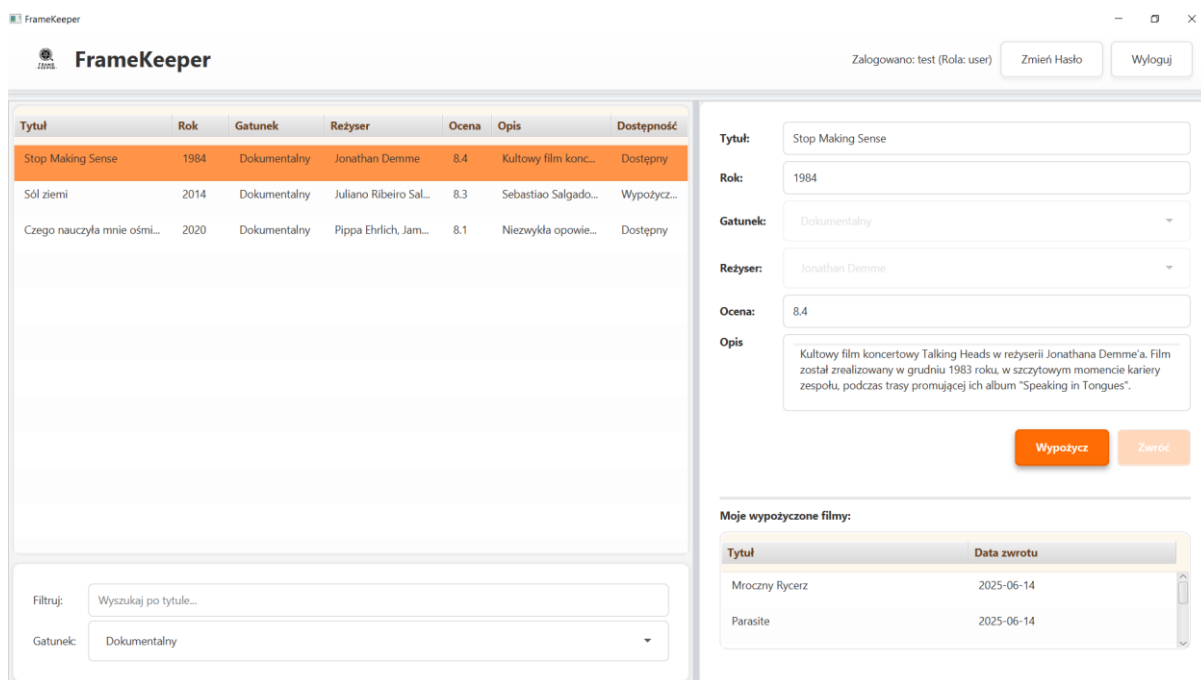 FrameKeeper
FrameKeeper
Zalogowano: test (Rola: user)
Zmień Hasło
Wyloguj
Tytuł Rok Gatunek Reżyser Ocena Opis Dostępność
Stop Making Sense 1984 Dokumentalny Jonathan Demme 8.4 Kultowy film konc... Dostępny
Sól ziemi 2014 Dokumentalny Juliano Ribeiro Sal... 8.3 Sebastiao Salgado... Wypożycz...
Czego nauczyła mnie ośmi... 2020 Dokumentalny Pippa Ehrlich, Jam... 8.1 Niezwykła opowie... Dostępny
Filtruj: Wyszukaj po tytule...
Gatunek: Dokumentalny
Tytuł: Stop Making Sense
Rok: 1984
Gatunek: Dokumentalny
Reżyser: Jonathan Demme
Ocena: 8.4
Opis
Kultowy film koncertowy Talking Heads w reżyserii Jonathana Demme'a. Film
został zrealizowany w grudniu 1983 roku, w szczytowym momencie kariery
zespołu, podczas trasy promującej ich album "Speaking in Tongues".
Wypożycz
Zwróć
Moje wypożyczone filmy:
Tytuł Data zwrotu
Mroczny Rycerz 2025-06-14
Parasite 2025-06-14